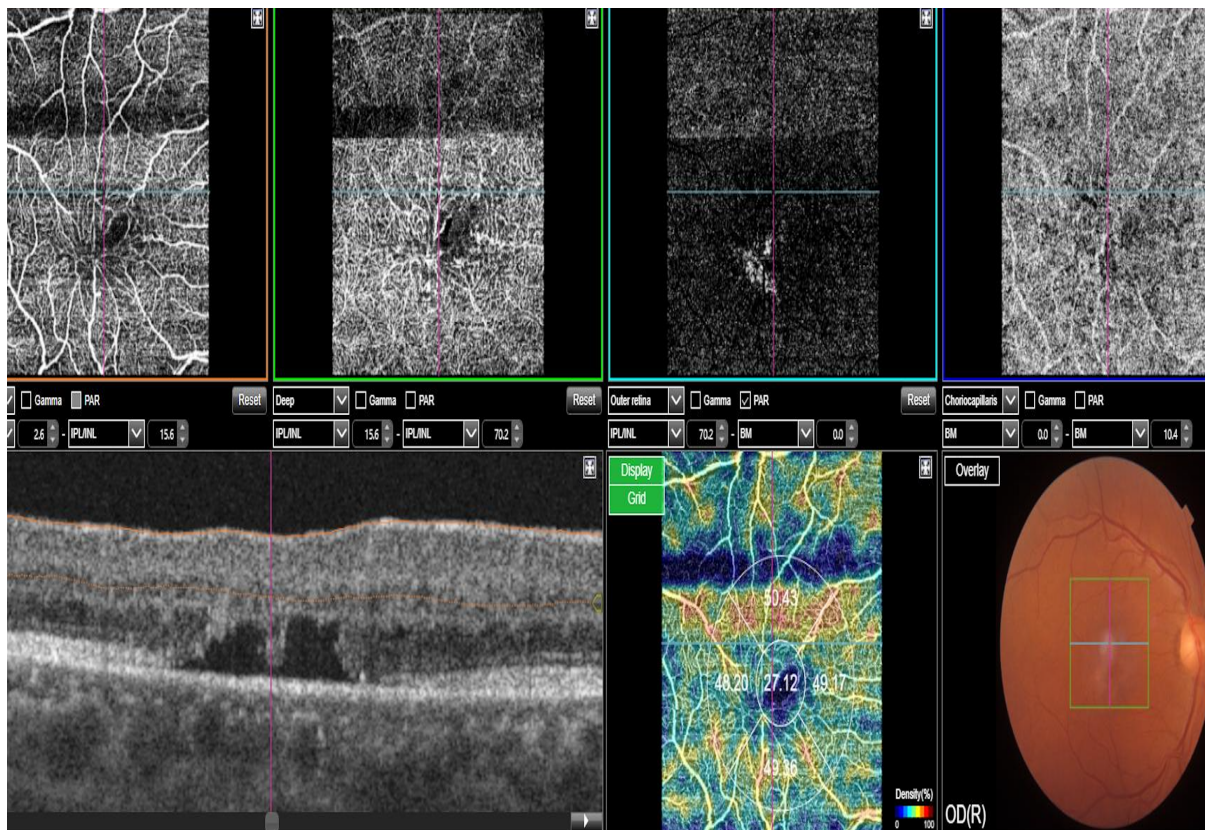 Gamma PAR Reset
Deep Gamma PAR Reset
Outer retina Gamma PAR Reset
Choriocapillaris Gamma PAR
2.6 - IPL/INL 15.6
IPL/INL 15.6 - IPL/INL 70.2
IPL/INL 70.2 - BM 0.0
BM 0.0 - BM 10.4
Display
Grid
Overlay
50.43
48.20 27.12 49.17
49.36
Density(%)
0 100
OD(R)